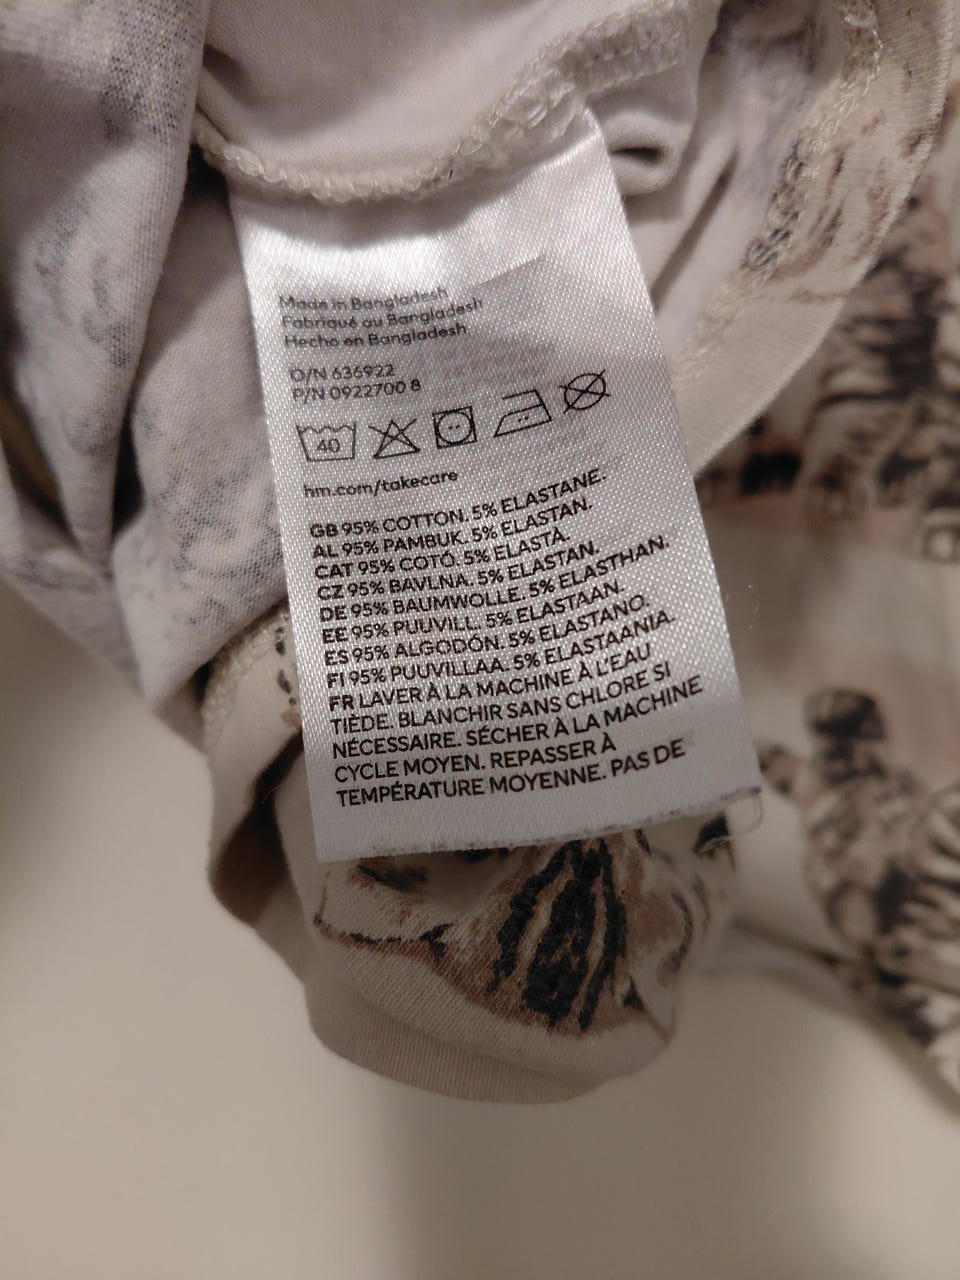 Made in Bangladesh
Fabriqué au Bangladesh
Hecho en Bangladesh
O/N 636922
P/N 0922700 8
40
hm.com/takecare
GB 95% COTTON. 5% ELASTANE.
AL 95% PAMBUK. 5% ELASTAN.
CAT 95% COTÓ. 5% ELASTÀ.
CZ 95% BAVLNA. 5% ELASTAN.
DE 95% BAUMWOLLE. 5% ELASTHAN.
EE 95% PUUVILL. 5% ELASTAAN.
ES 95% ALGODÓN. 5% ELASTANO.
FI 95% PUUVILLAA. 5% ELASTAANIA.
FR LAVER À LA MACHINE À L'EAU
TIÈDE. BLANCHIR SANS CHLORE SI
NÉCESSAIRE. SÉCHER À LA MACHINE
CYCLE MOYEN. REPASSER À
TEMPÉRATURE MOYENNE. PAS DE